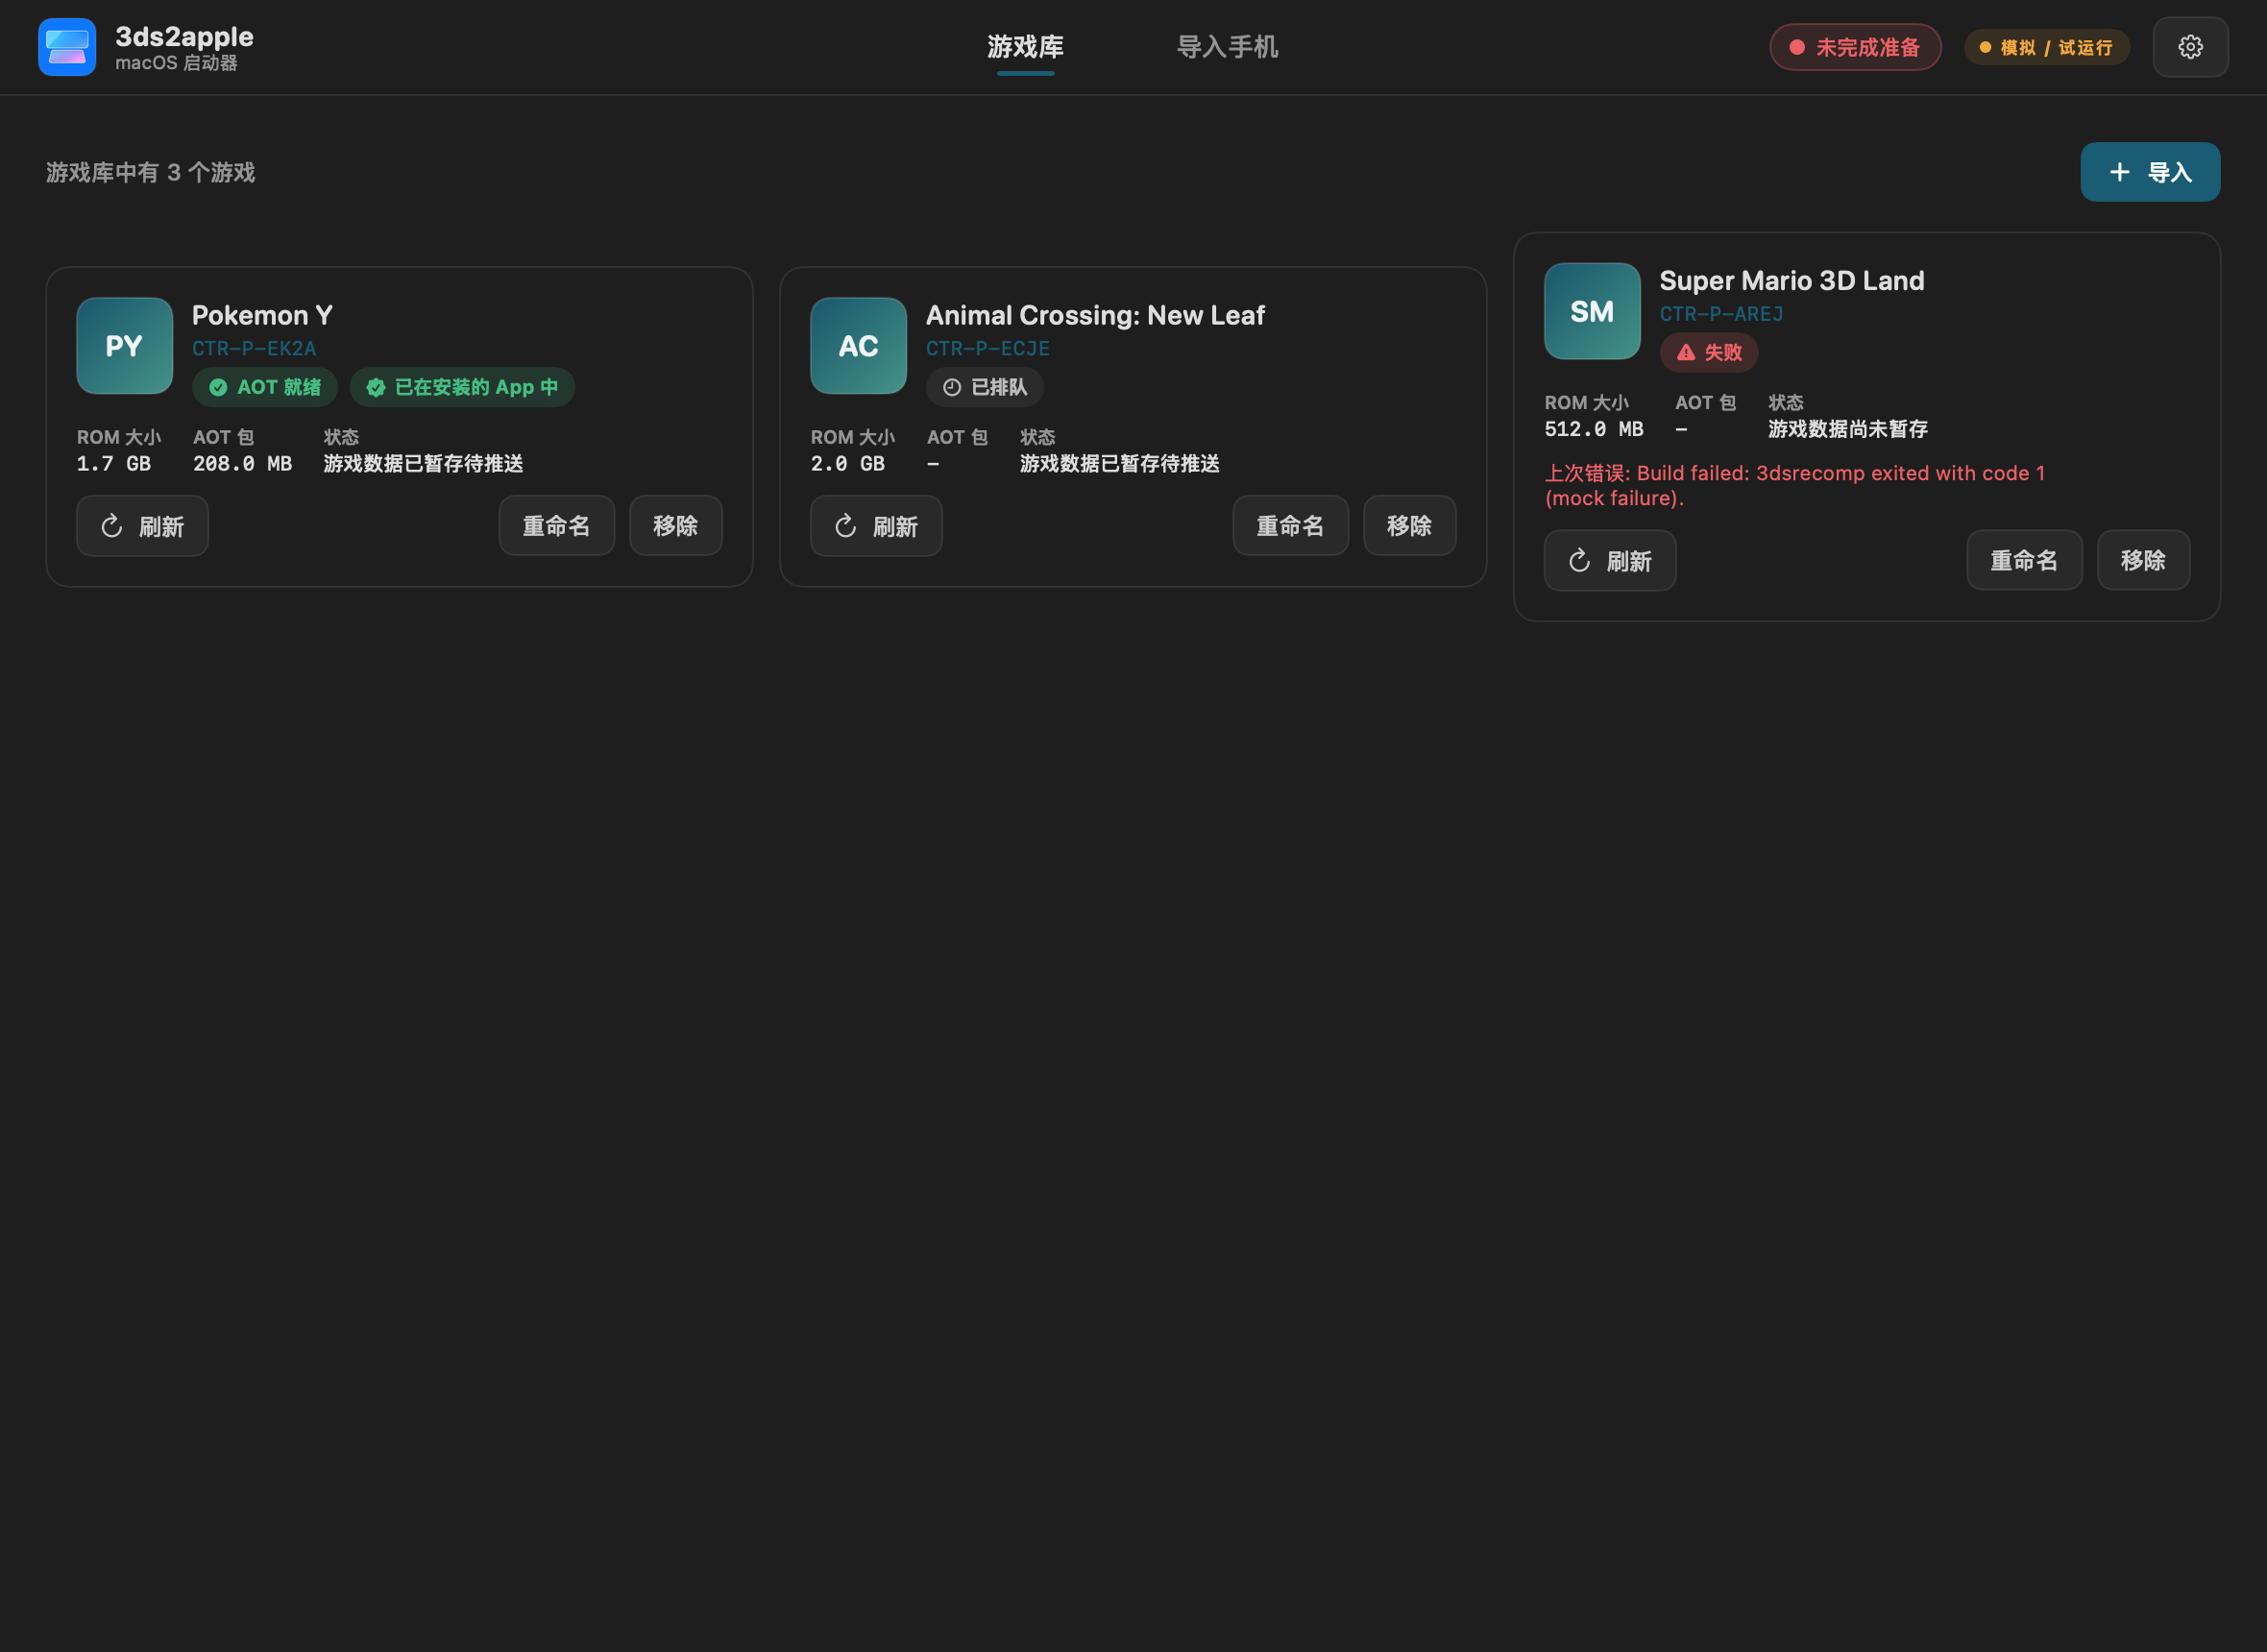 3ds2apple
macOS 启动器
游戏库
导入手机
未完成准备
模拟 / 试运行
游戏库中有 3 个游戏
导入
PY
Pokemon Y
CTR-P-EK2A
AOT 就绪
已在安装的 App 中
ROM 大小
AOT 包
状态
1.7 GB
208.0 MB
游戏数据已暂存待推送
刷新
重命名
移除
AC
Animal Crossing: New Leaf
CTR-P-ECJE
已排队
ROM 大小
AOT 包
状态
2.0 GB
—
游戏数据已暂存待推送
刷新
重命名
移除
SM
Super Mario 3D Land
CTR-P-AREJ
失败
ROM 大小
AOT 包
状态
512.0 MB
—
游戏数据尚未暂存
上次错误: Build failed: 3dsrecomp exited with code 1
(mock failure).
刷新
重命名
移除